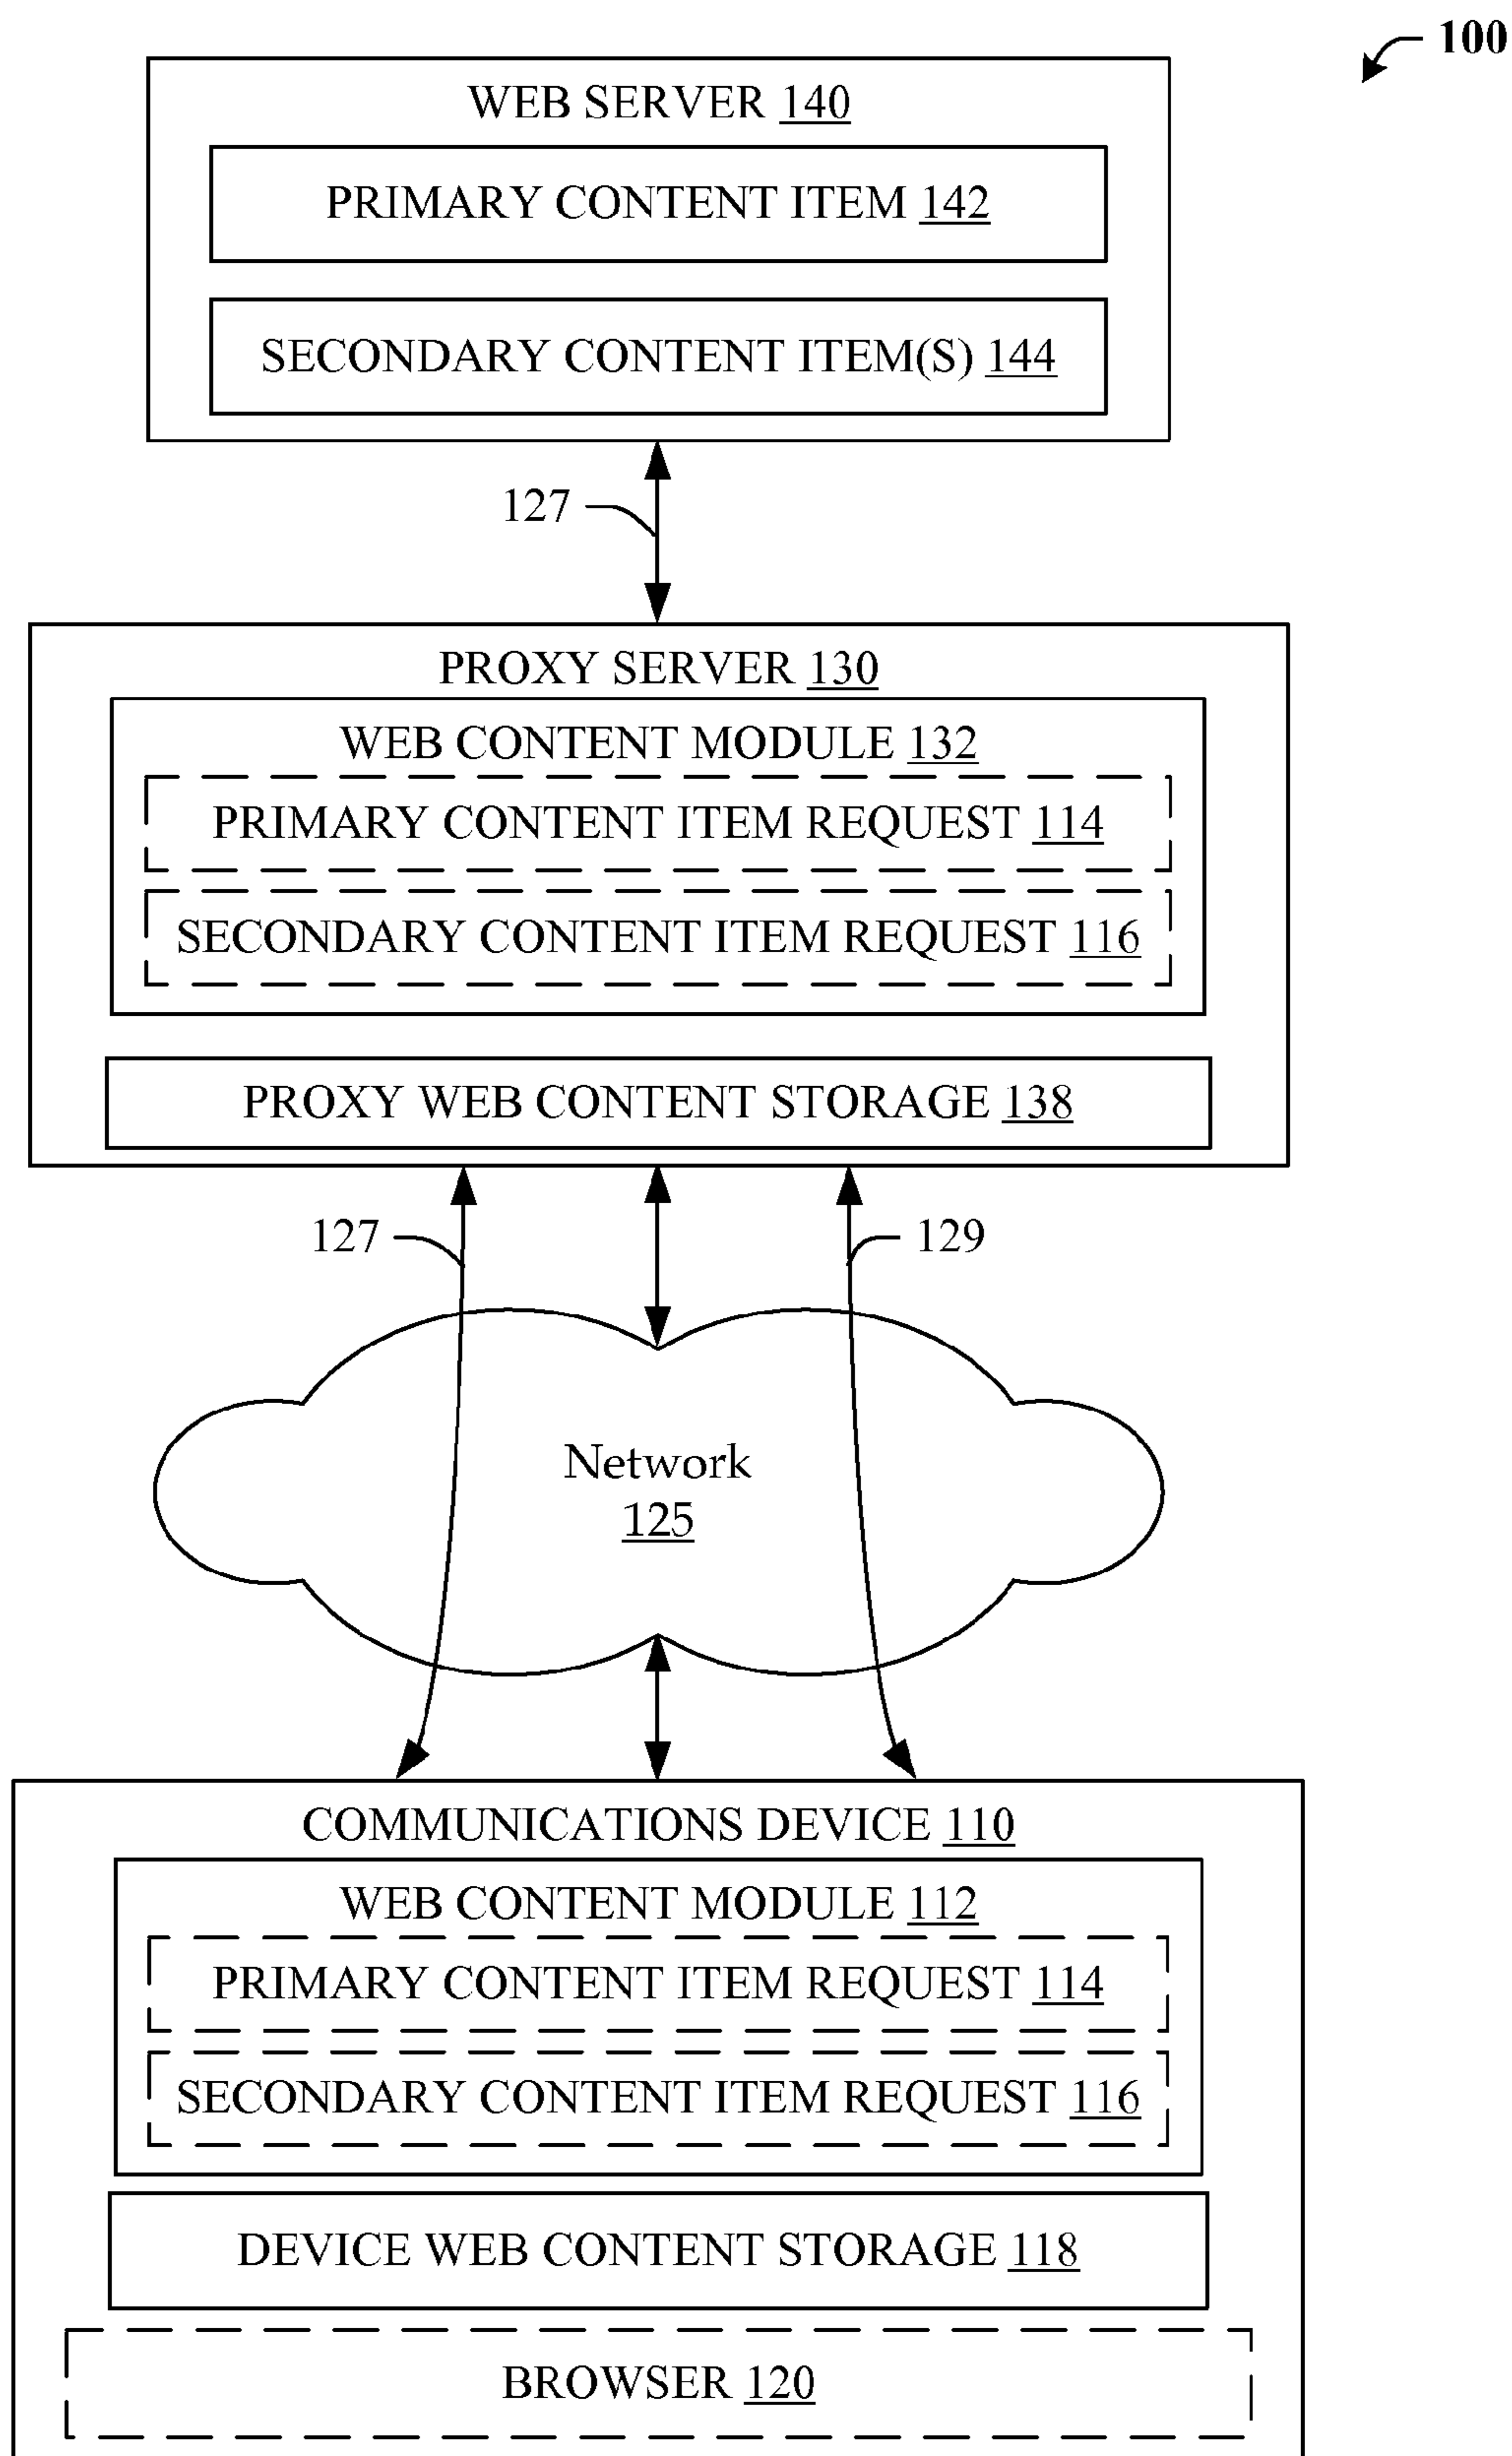 100
WEB SERVER 140
PRIMARY CONTENT ITEM 142
SECONDARY CONTENT ITEM(S) 144
127
PROXY SERVER 130
WEB CONTENT MODULE 132
PRIMARY CONTENT ITEM REQUEST 114
SECONDARY CONTENT ITEM REQUEST 116
PROXY WEB CONTENT STORAGE 138
127
129
Network
125
COMMUNICATIONS DEVICE 110
WEB CONTENT MODULE 112
PRIMARY CONTENT ITEM REQUEST 114
SECONDARY CONTENT ITEM REQUEST 116
DEVICE WEB CONTENT STORAGE 118
BROWSER 120